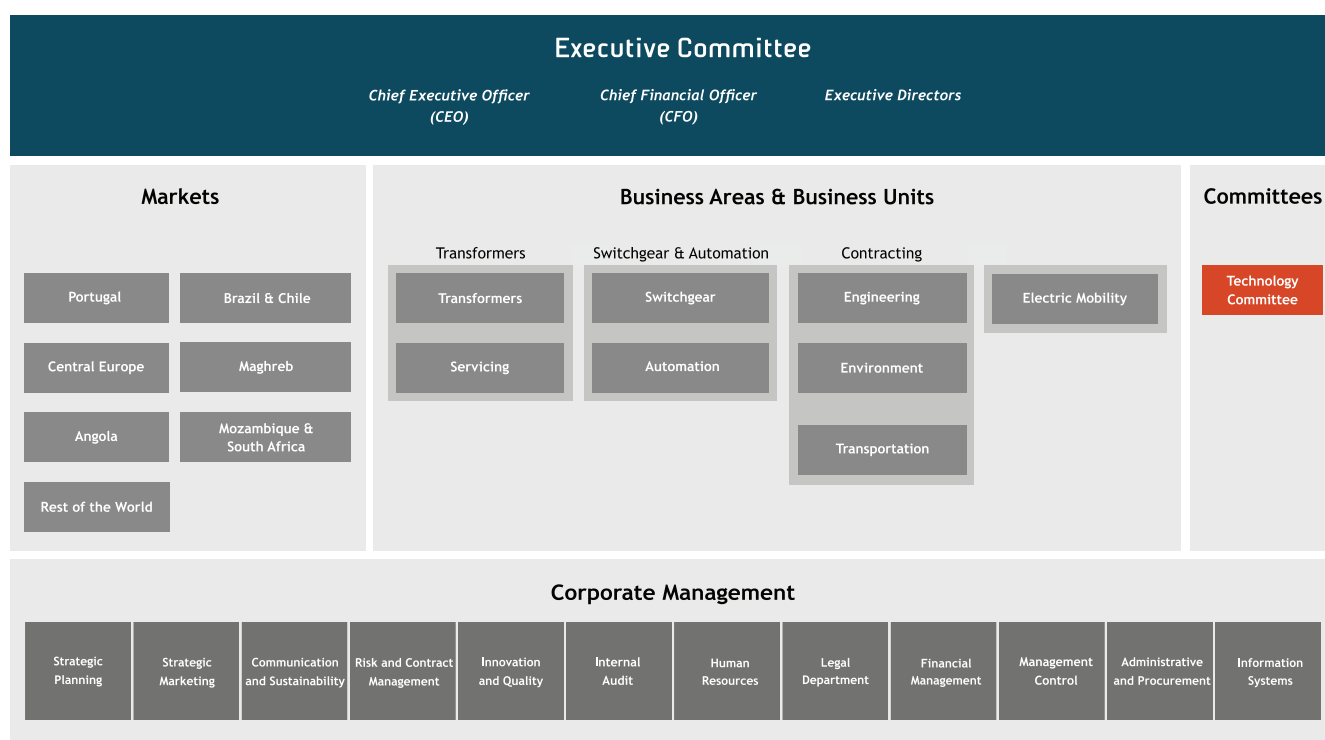 Executive Committee
Chief Executive Officer
(CEO)
Chief Financial Officer
(CFO)
Executive Directors
Markets
Portugal
Brazil & Chile
Central Europe
Maghreb
Angola
Mozambique &
South Africa
Rest of the World
Business Areas & Business Units
Transformers
Transformers
Servicing
Switchgear & Automation
Switchgear
Automation
Contracting
Engineering
Environment
Transportation
Electric Mobility
Committees
Technology
Committee
Corporate Management
Strategic
Planning
Strategic
Marketing
Communication
and Sustainability
Risk and Contract
Management
Innovation
and Quality
Internal
Audit
Human
Resources
Legal
Department
Financial
Management
Management
Control
Administrative
and Procurement
Information
Systems